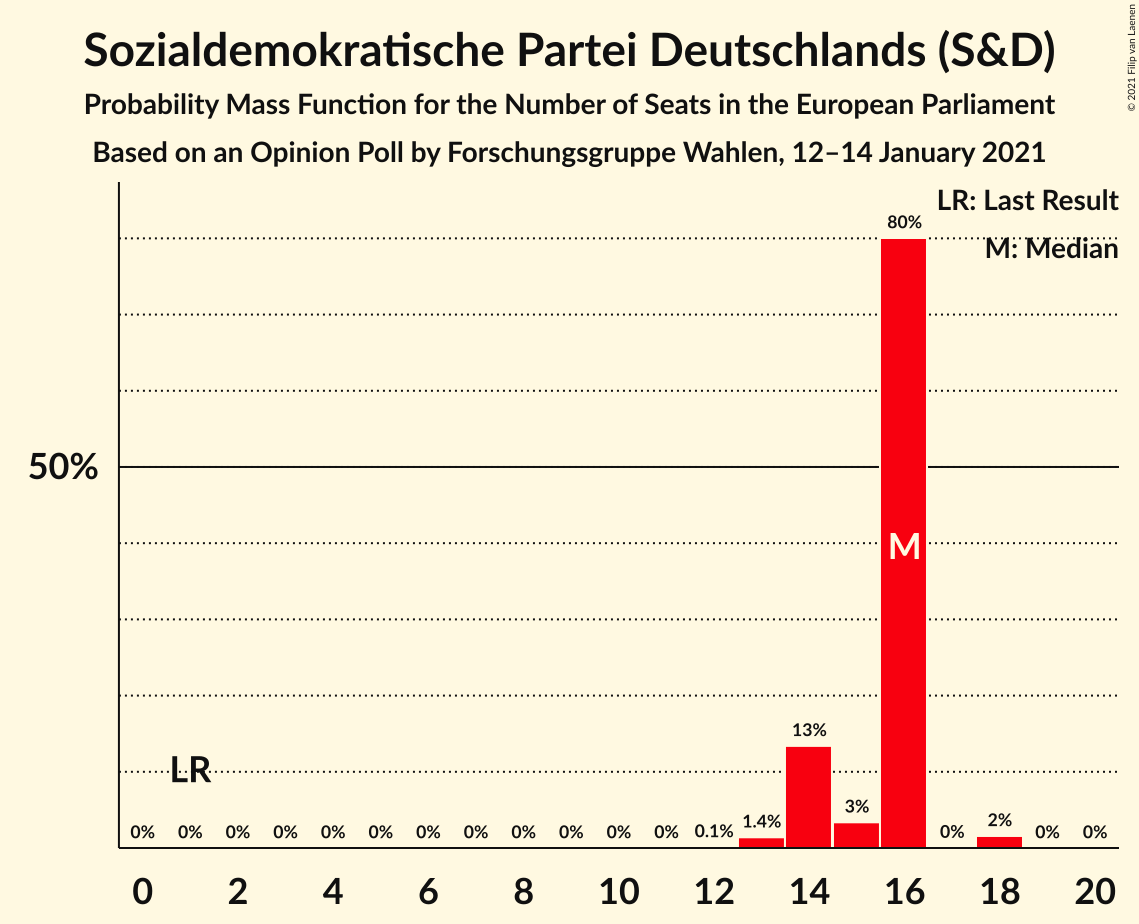 Sozialdemokratische Partei Deutschlands (S&D)
Probability Mass Function for the Number of Seats in the European Parliament
Based on an Opinion Poll by Forschungsgruppe Wahlen, 12–14 January 2021
© 2021 Filip van Laenen
LR: Last Result
M: Median
80%
50%
M
13%
LR
3%
0% 0% 0% 0% 0% 0% 0% 0% 0% 0% 0% 0% 0.1% 1.4% 0% 2% 0% 0%
0 2 4 6 8 10 12 14 16 18 20